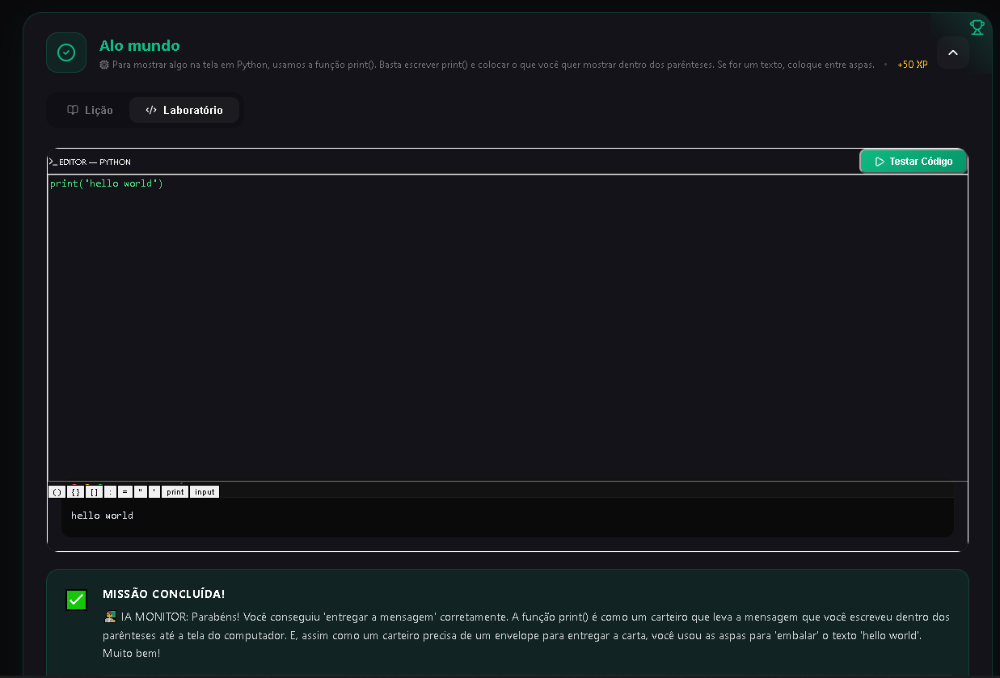 Alo mundo
Para mostrar algo na tela em Python, usamos a função print(). Basta escrever print() e colocar o que você quer mostrar dentro dos parênteses. Se for um texto, coloque entre aspas. • +50 XP
Lição </> Laboratório
>_ EDITOR — PYTHON Testar Código
print('hello world')
() {} [] : = " ' print input
hello world
MISSÃO CONCLUÍDA!
IA MONITOR: Parabéns! Você conseguiu 'entregar a mensagem' corretamente. A função print() é como um carteiro que leva a mensagem que você escreveu dentro dos
parênteses até a tela do computador. E, assim como um carteiro precisa de um envelope para entregar a carta, você usou as aspas para 'embalar' o texto 'hello world'.
Muito bem!